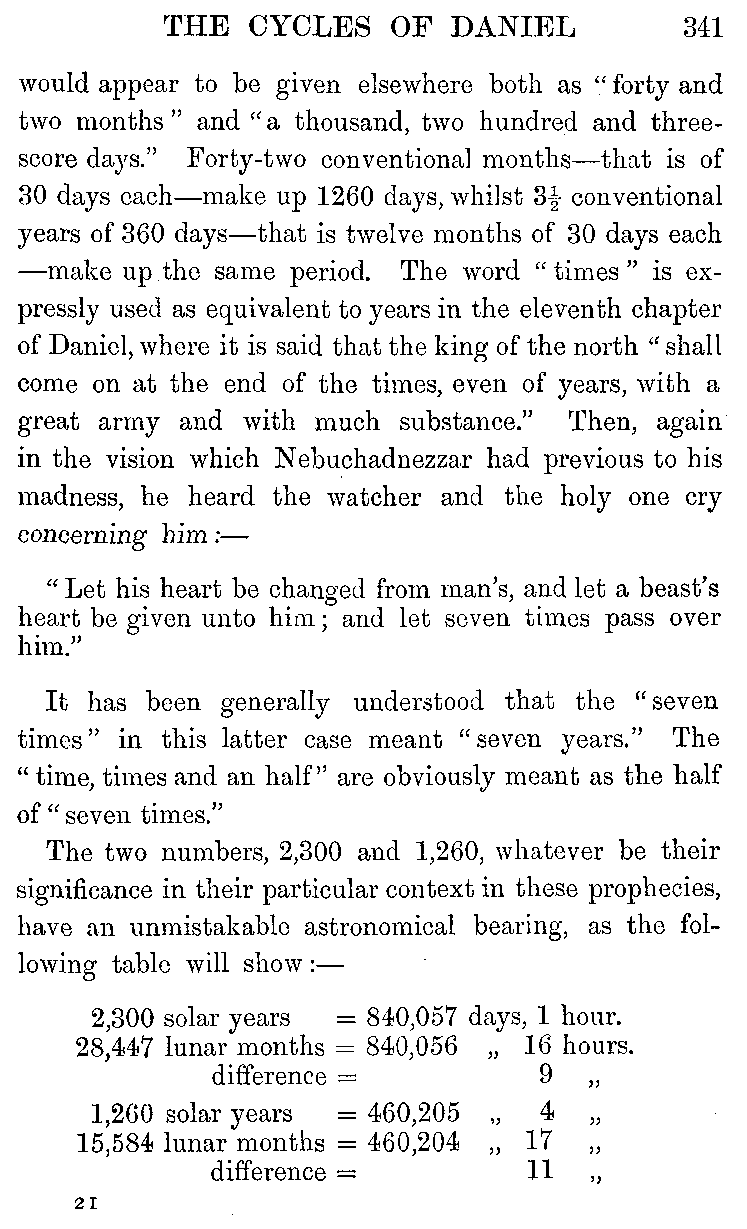 THE CYCLES OF DANIEL 341
would appear to be given elsewhere both as “forty and
two months” and “a thousand, two hundred and three-
score days.” Forty-two conventional months—that is of
30 days each—make up 1260 days, whilst 3½ conventional
years of 360 days—that is twelve months of 30 days each
—make up the same period. The word “times” is ex-
pressly used as equivalent to years in the eleventh chapter
of Daniel, where it is said that the king of the north “shall
come on at the end of the times, even of years, with a
great army and with much substance.” Then, again
in the vision which Nebuchadnezzar had previous to his
madness, he heard the watcher and the holy one cry
concerning him:—
“Let his heart be changed from man’s, and let a beast’s
heart be given unto him; and let seven times pass over
him.”
It has been generally understood that the “seven
times” in this latter case meant “seven years.” The
“time, times and an half” are obviously meant as the half
of “seven times.”
The two numbers, 2,300 and 1,260, whatever be their
significance in their particular context in these prophecies,
have an unmistakable astronomical bearing, as the fol-
lowing table will show:—
2,300 solar years = 840,057 days, 1 hour.
28,447 lunar months = 840,056 „ 16 hours.
difference = 9 „
1,260 solar years = 460,205 „ 4 „
15,584 lunar months = 460,204 „ 17 „
difference = 11 „
21